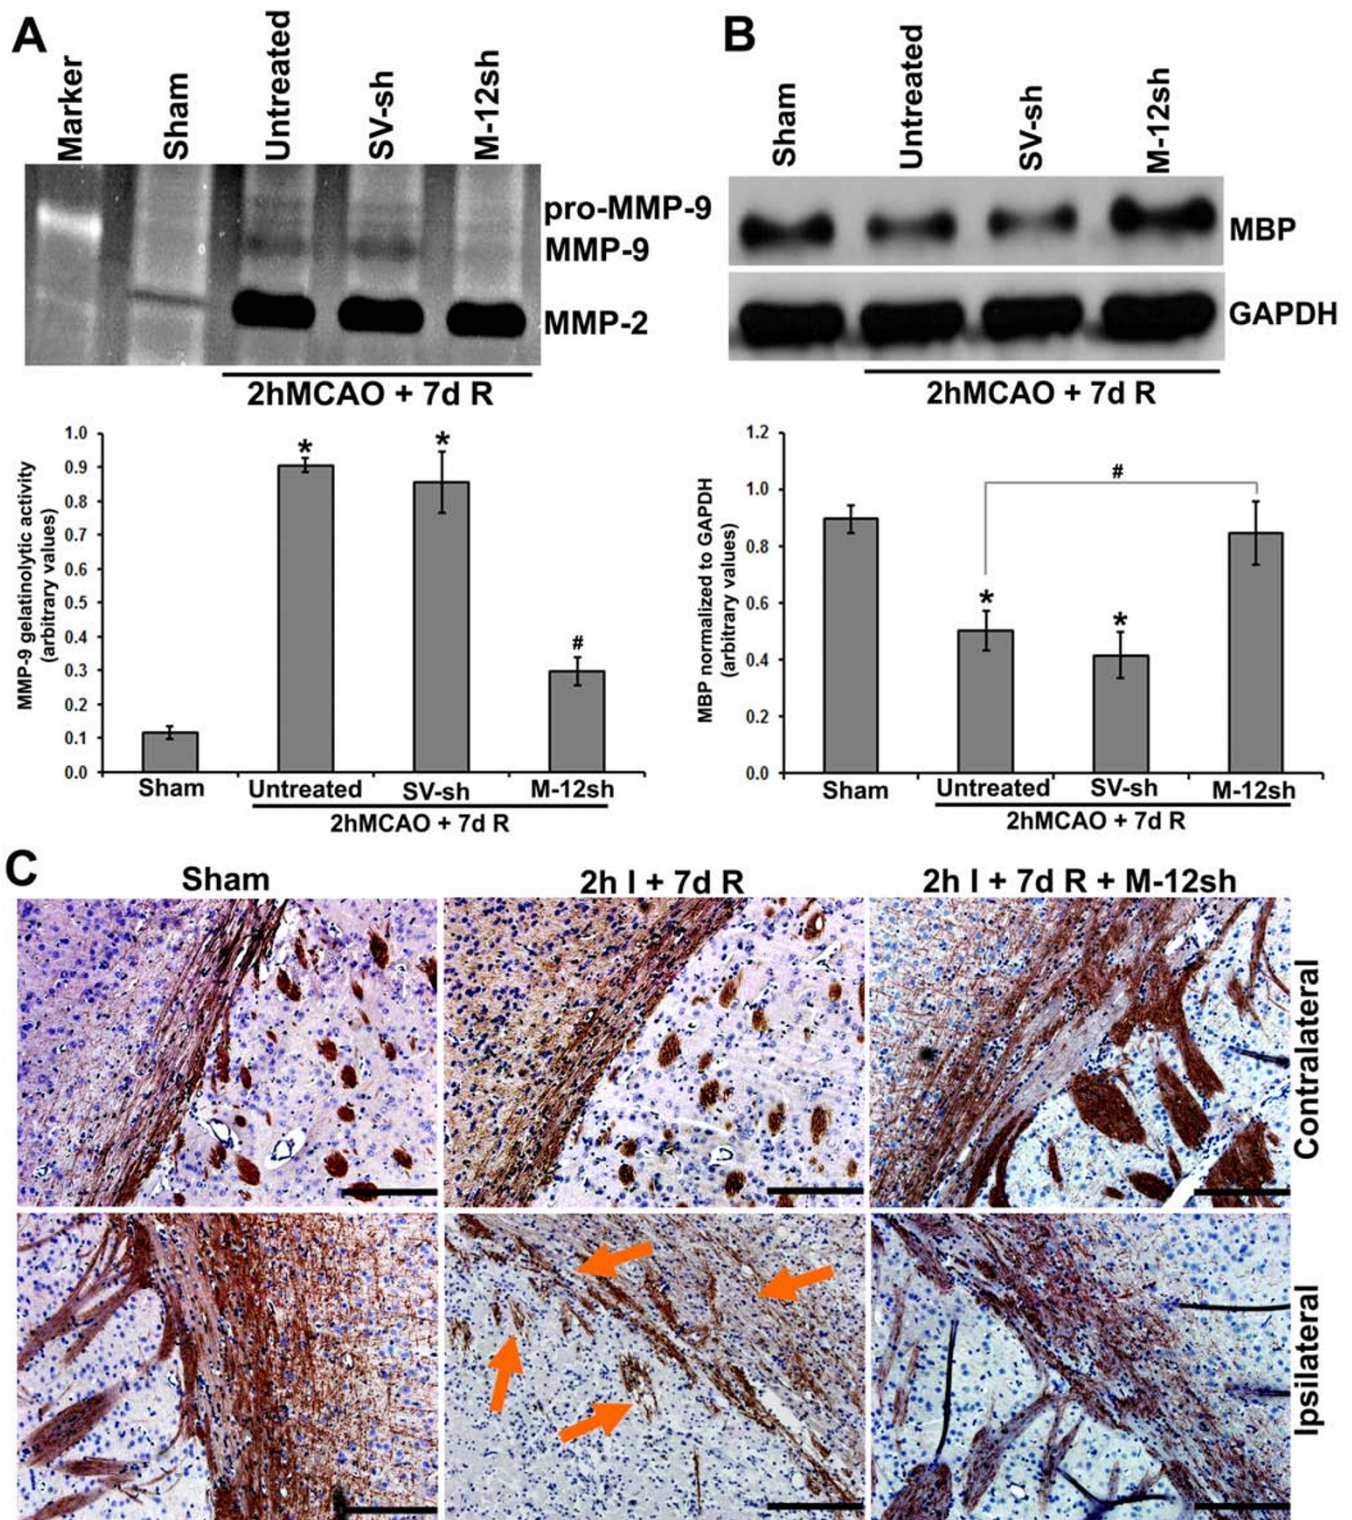 A
Marker
Sham
Untreated
SV-sh
M-12sh
pro-MMP-9
MMP-9
MMP-2
2hMCAO + 7d R
MMP-9 gelatinolytic activity
(arbitrary values)
1.0
0.9
0.8
0.7
0.6
0.5
0.4
0.3
0.2
0.1
0.0
*
*
#
Sham
Untreated
SV-sh
M-12sh
2hMCAO + 7d R
B
Sham
Untreated
SV-sh
M-12sh
MBP
GAPDH
2hMCAO + 7d R
MBP normalized to GAPDH
(arbitrary values)
1.2
1.0
0.8
0.6
0.4
0.2
0.0
#
*
*
Sham
Untreated
SV-sh
M-12sh
2hMCAO + 7d R
C
Sham
2h I + 7d R
2h I + 7d R + M-12sh
Contralateral
Ipsilateral